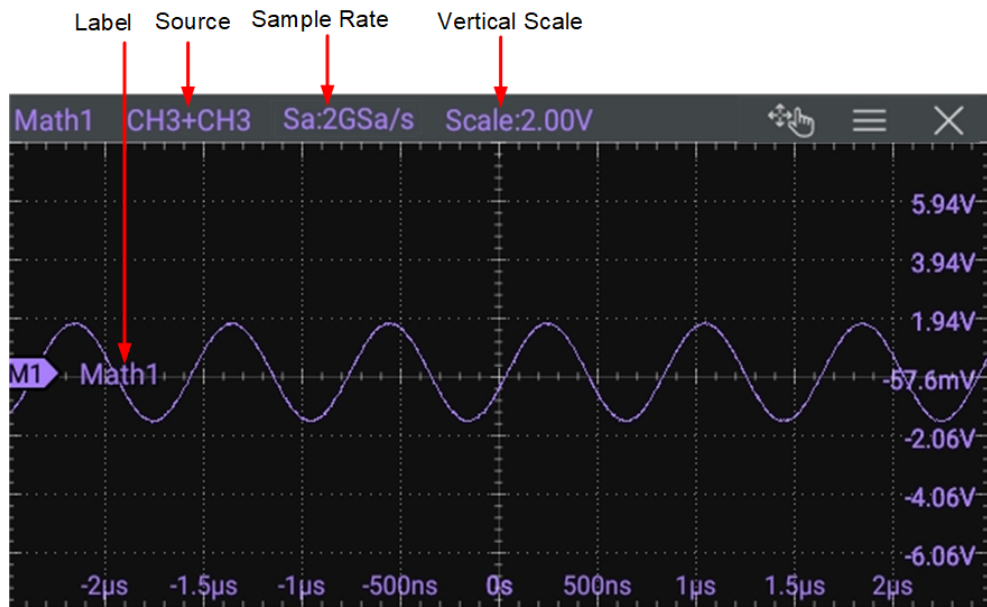 Label Source Sample Rate Vertical Scale
Math1 CH3+CH3 Sa:2GSa/s Scale:2.00V
5.94V
3.94V
1.94V
M1 Math1 -57.6mV
-2.06V
-4.06V
-6.06V
-2µs -1.5µs -1µs -500ns 0s 500ns 1µs 1.5µs 2µs